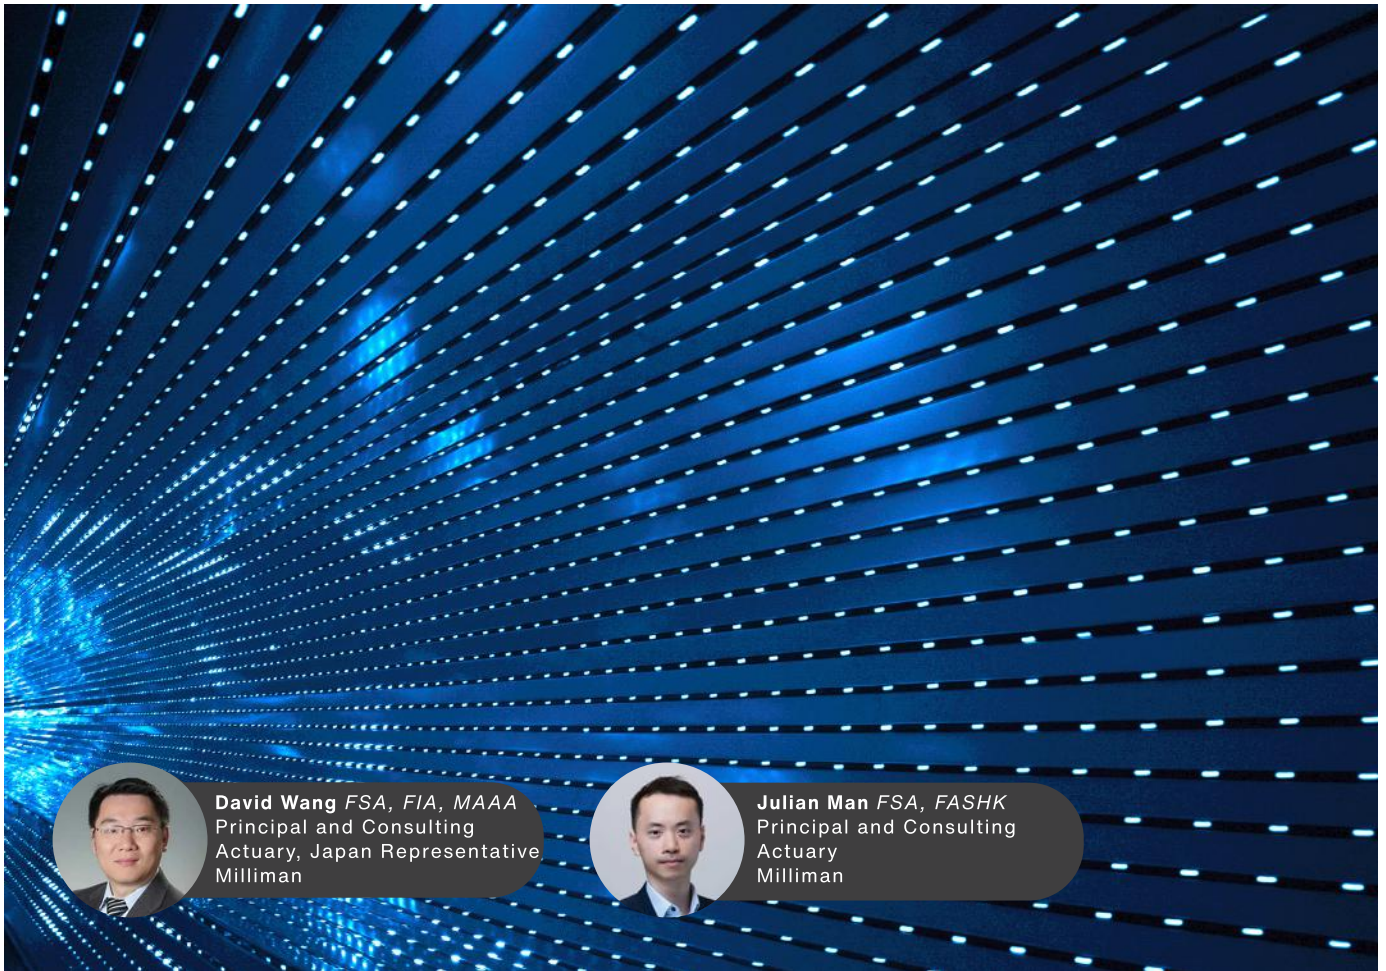 David Wang FSA, FIA, MAAA
Principal and Consulting
Actuary, Japan Representative,
Milliman
Julian Man FSA, FASHK
Principal and Consulting
Actuary
Milliman